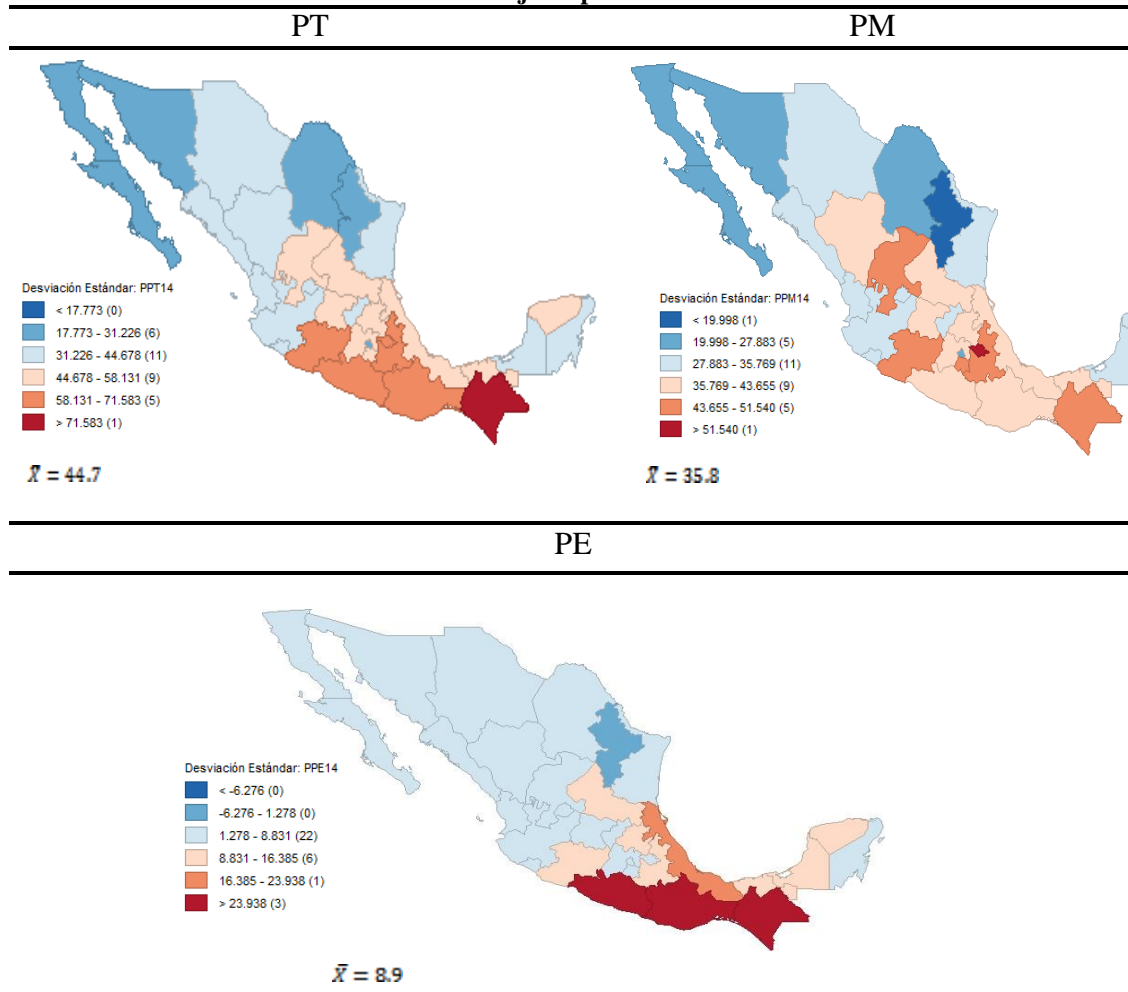 PT PM
Desviación Estándar: PPT14
< 17.773 (0)
17.773 - 31.226 (6)
31.226 - 44.678 (11)
44.678 - 58.131 (9)
58.131 - 71.583 (5)
> 71.583 (1)
X̄ = 44.7
Desviación Estándar: PPM14
< 19.998 (1)
19.998 - 27.883 (5)
27.883 - 35.769 (11)
35.769 - 43.655 (9)
43.655 - 51.540 (5)
> 51.540 (1)
X̄ = 35.8
PE
Desviación Estándar: PPE14
< -6.276 (0)
-6.276 - 1.278 (0)
1.278 - 8.831 (22)
8.831 - 16.385 (6)
16.385 - 23.938 (1)
> 23.938 (3)
X̄ = 8.9